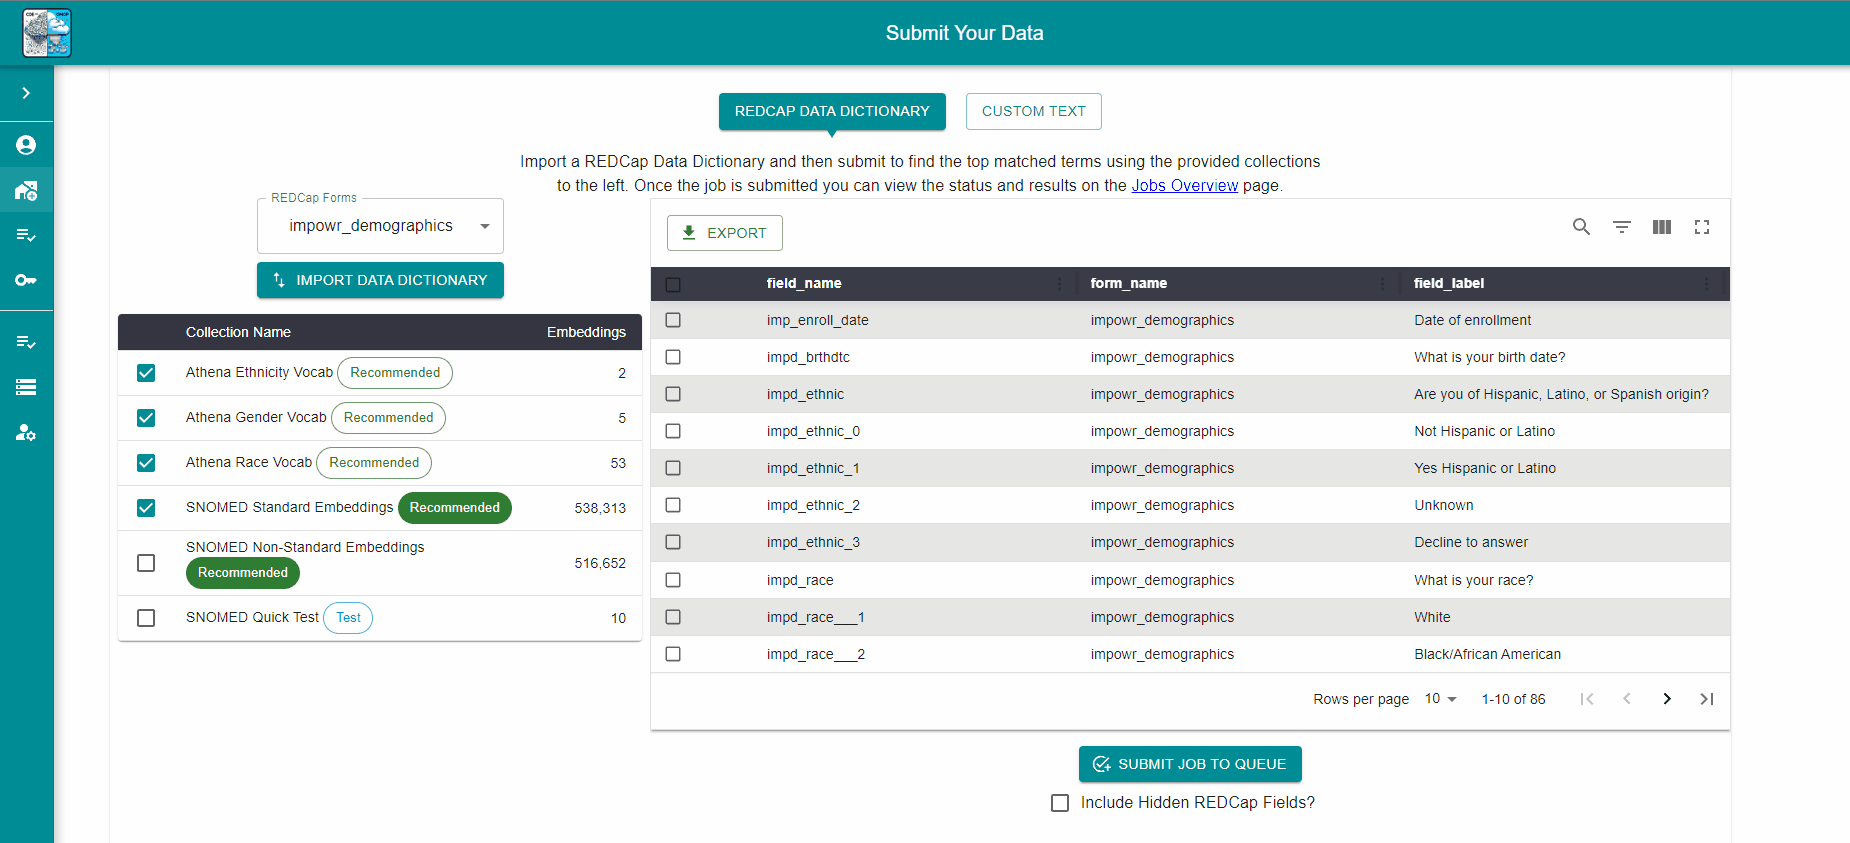 Submit Your Data
REDCAP DATA DICTIONARY
CUSTOM TEXT
Import a REDCap Data Dictionary and then submit to find the top matched terms using the provided collections
to the left. Once the job is submitted you can view the status and results on the Jobs Overview page.
REDCap Forms
impowr_demographics
IMPORT DATA DICTIONARY
Collection Name Embeddings
Athena Ethnicity Vocab Recommended 2
Athena Gender Vocab Recommended 5
Athena Race Vocab Recommended 53
SNOMED Standard Embeddings Recommended 538,313
SNOMED Non-Standard Embeddings
Recommended 516,652
SNOMED Quick Test Test 10
EXPORT
field_name form_name field_label
imp_enroll_date impowr_demographics Date of enrollment
impd_brthdtc impowr_demographics What is your birth date?
impd_ethnic impowr_demographics Are you of Hispanic, Latino, or Spanish origin?
impd_ethnic_0 impowr_demographics Not Hispanic or Latino
impd_ethnic_1 impowr_demographics Yes Hispanic or Latino
impd_ethnic_2 impowr_demographics Unknown
impd_ethnic_3 impowr_demographics Decline to answer
impd_race impowr_demographics What is your race?
impd_race___1 impowr_demographics White
impd_race___2 impowr_demographics Black/African American
Rows per page 10 1-10 of 86
SUBMIT JOB TO QUEUE
Include Hidden REDCap Fields?